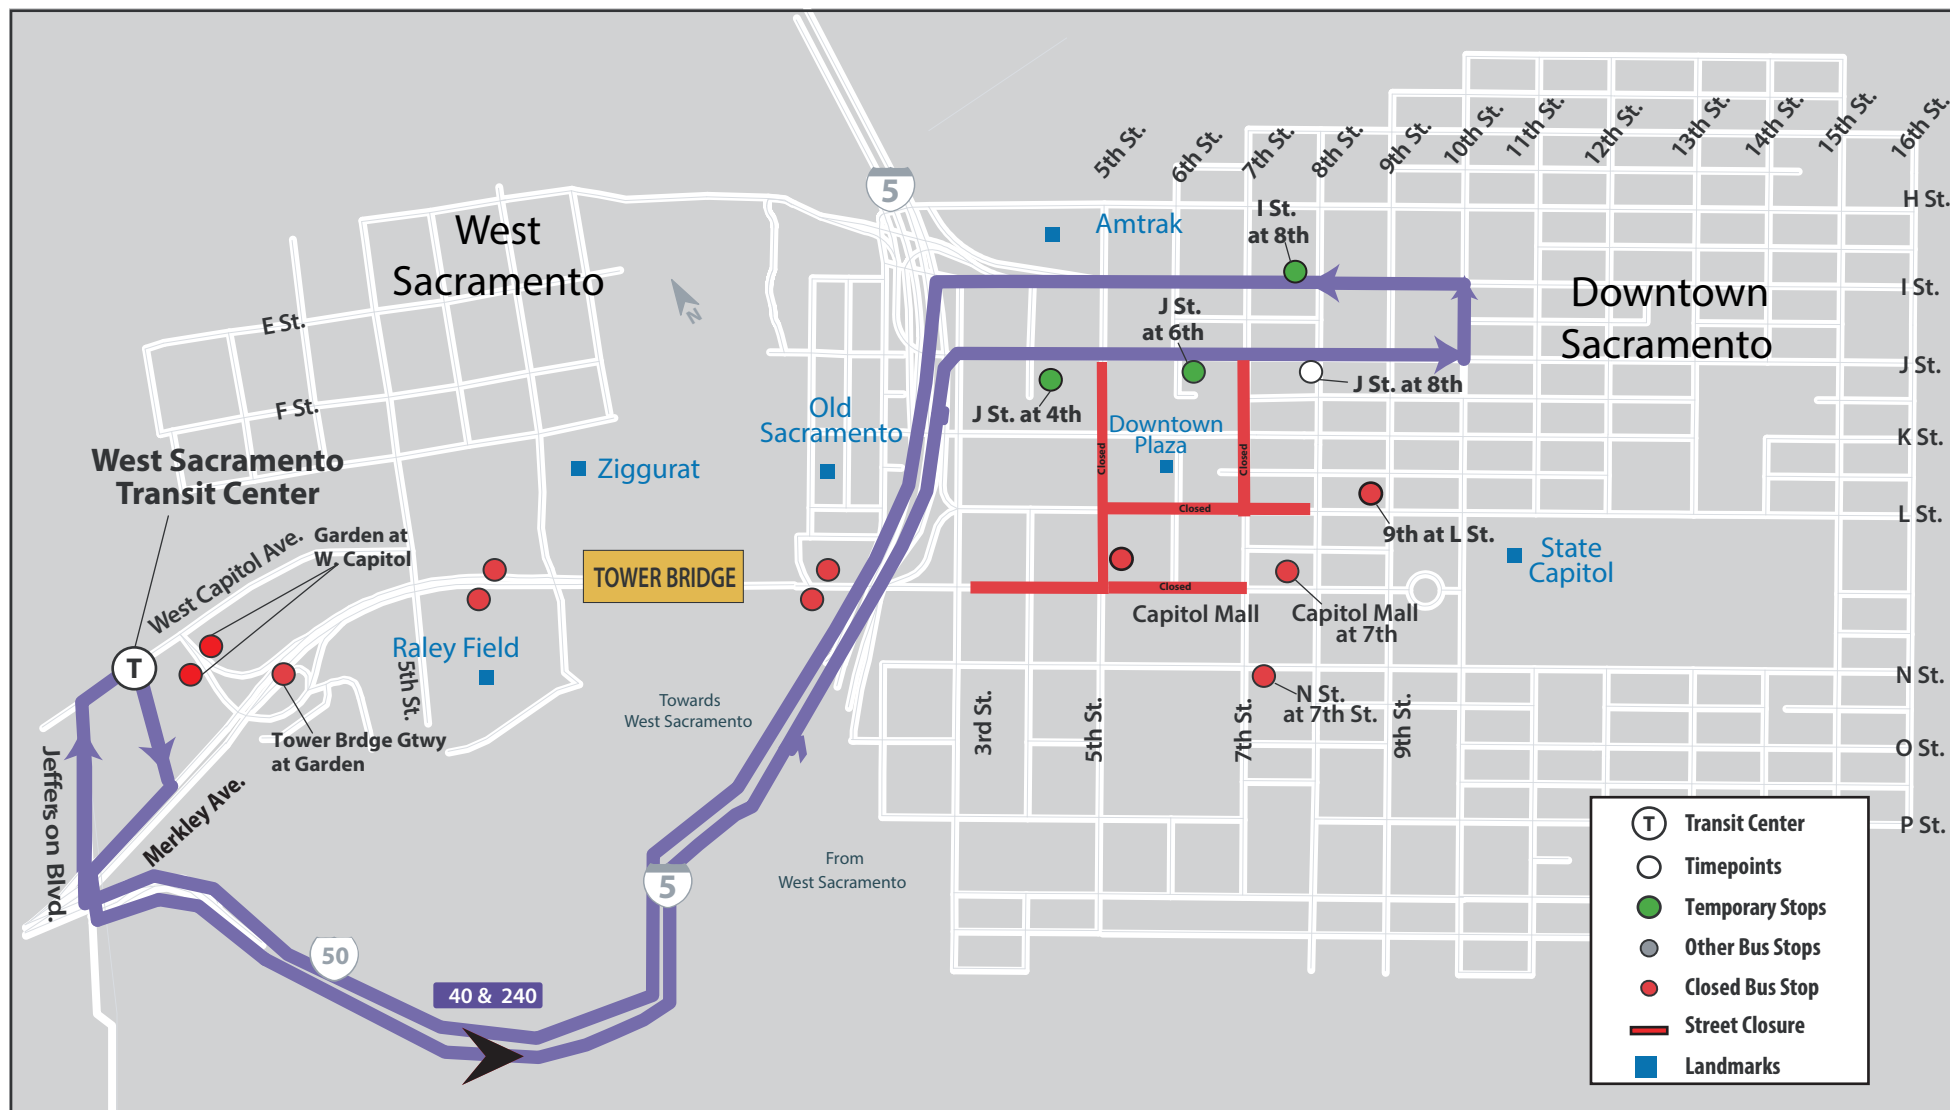 5th St.
6th St.
7th St.
8th St.
9th St.
10th St.
11th St.
12th St.
13th St.
14th St.
15th St.
16th St.
5
H St.
West
Sacramento
Amtrak
I St.
at 8th
I St.
Downtown
Sacramento
N
E St.
J St.
at 6th
J St.
J St. at 8th
J St. at 4th
F St.
Old
Sacramento
Downtown
Plaza
Closed
Closed
K St.
West Sacramento
Transit Center
Ziggurat
Closed
L St.
9th at L St.
State
Capitol
West Capitol Ave.
Garden at
W. Capitol
TOWER BRIDGE
Closed
Capitol Mall
Capitol Mall
at 7th
T
Raley Field
5th St.
N St.
N St.
at 7th St.
Towards
West Sacramento
3rd St.
5th St.
7th St.
9th St.
Tower Brdge Gtwy
at Garden
O St.
Jefferson Blvd.
Merkley Ave.
P St.
From
West Sacramento
5
50
40 & 240
T
Transit Center
Timepoints
Temporary Stops
Other Bus Stops
Closed Bus Stop
Street Closure
Landmarks